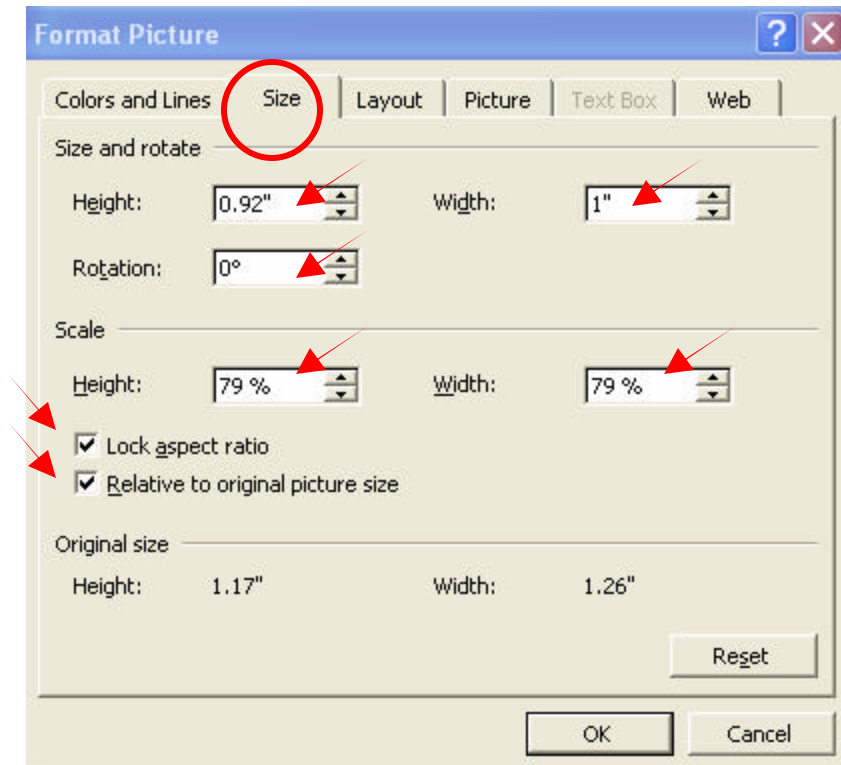 Format Picture
Colors and Lines Size Layout Picture Text Box Web
Size and rotate
Height: 0.92" Width: 1"
Rotation: 0°
Scale
Height: 79 % Width: 79 %
Lock aspect ratio
Relative to original picture size
Original size
Height: 1.17" Width: 1.26"
Reset
OK Cancel